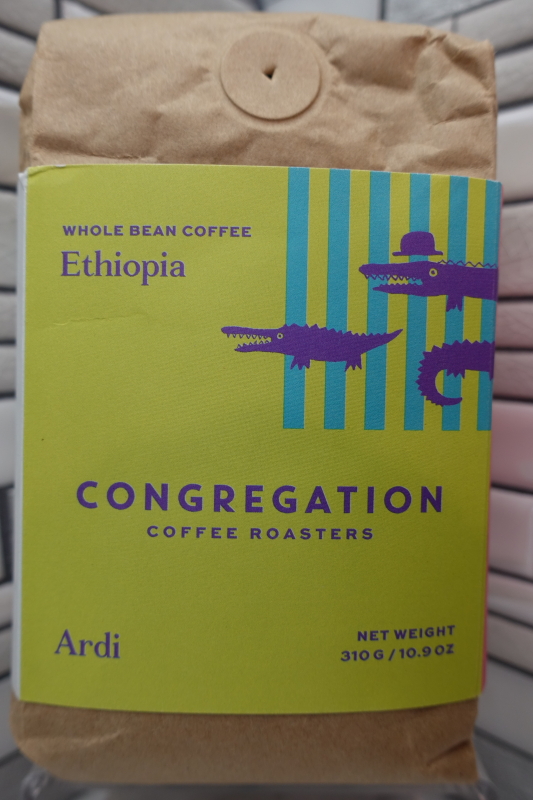 WHOLE BEAN COFFEE
Ethiopia
CONGREGATION
COFFEE ROASTERS
Ardi
NET WEIGHT
310 G / 10.9 OZ